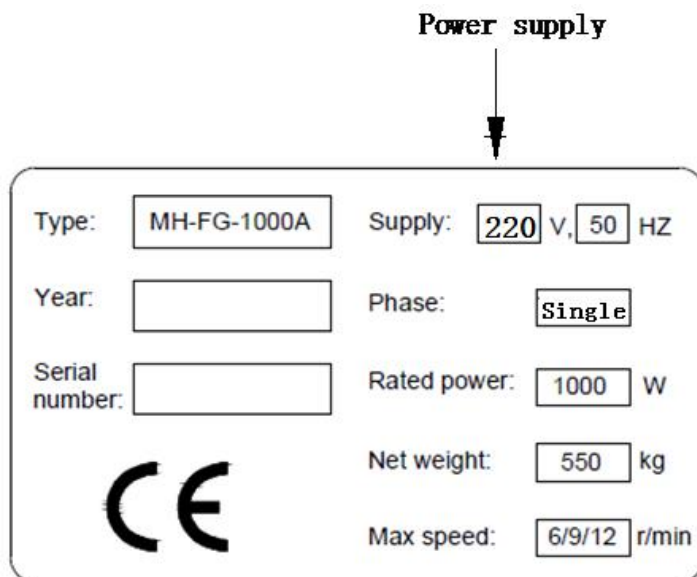 Power supply
Type: MH-FG-1000A Supply: 220 V, 50 HZ
Year: Phase: Single
Serial number: Rated power: 1000 W
CE Net weight: 550 kg
Max speed: 6/9/12 r/min